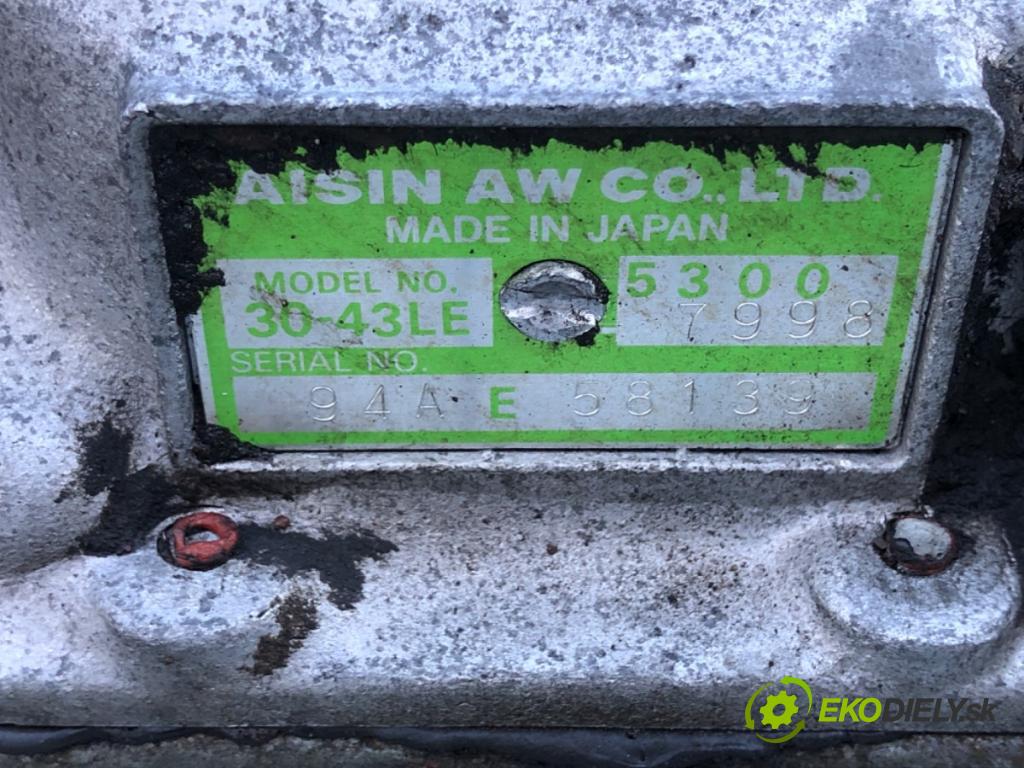 AISIN AW CO., LTD.
MADE IN JAPAN
MODEL NO. 5300
30-43LE - 7998
SERIAL NO.
94A E 58139
EKODIELY.sk